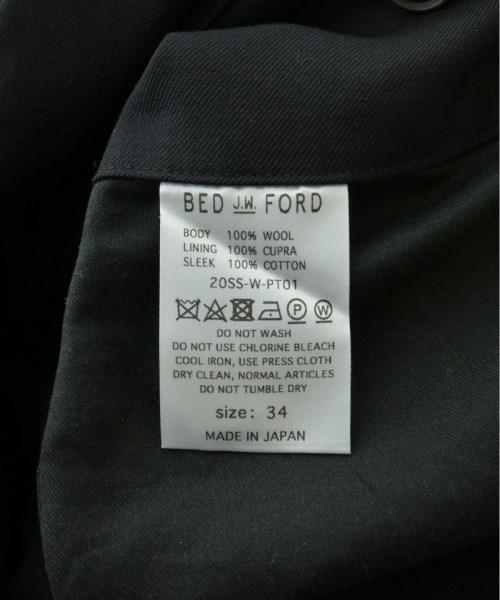 BED J.W. FORD
BODY 100% WOOL
LINING 100% CUPRA
SLEEK 100% COTTON
20SS-W-PT01
P W
DO NOT WASH
DO NOT USE CHLORINE BLEACH
COOL IRON, USE PRESS CLOTH
DRY CLEAN, NORMAL ARTICLES
DO NOT TUMBLE DRY
size: 34
MADE IN JAPAN